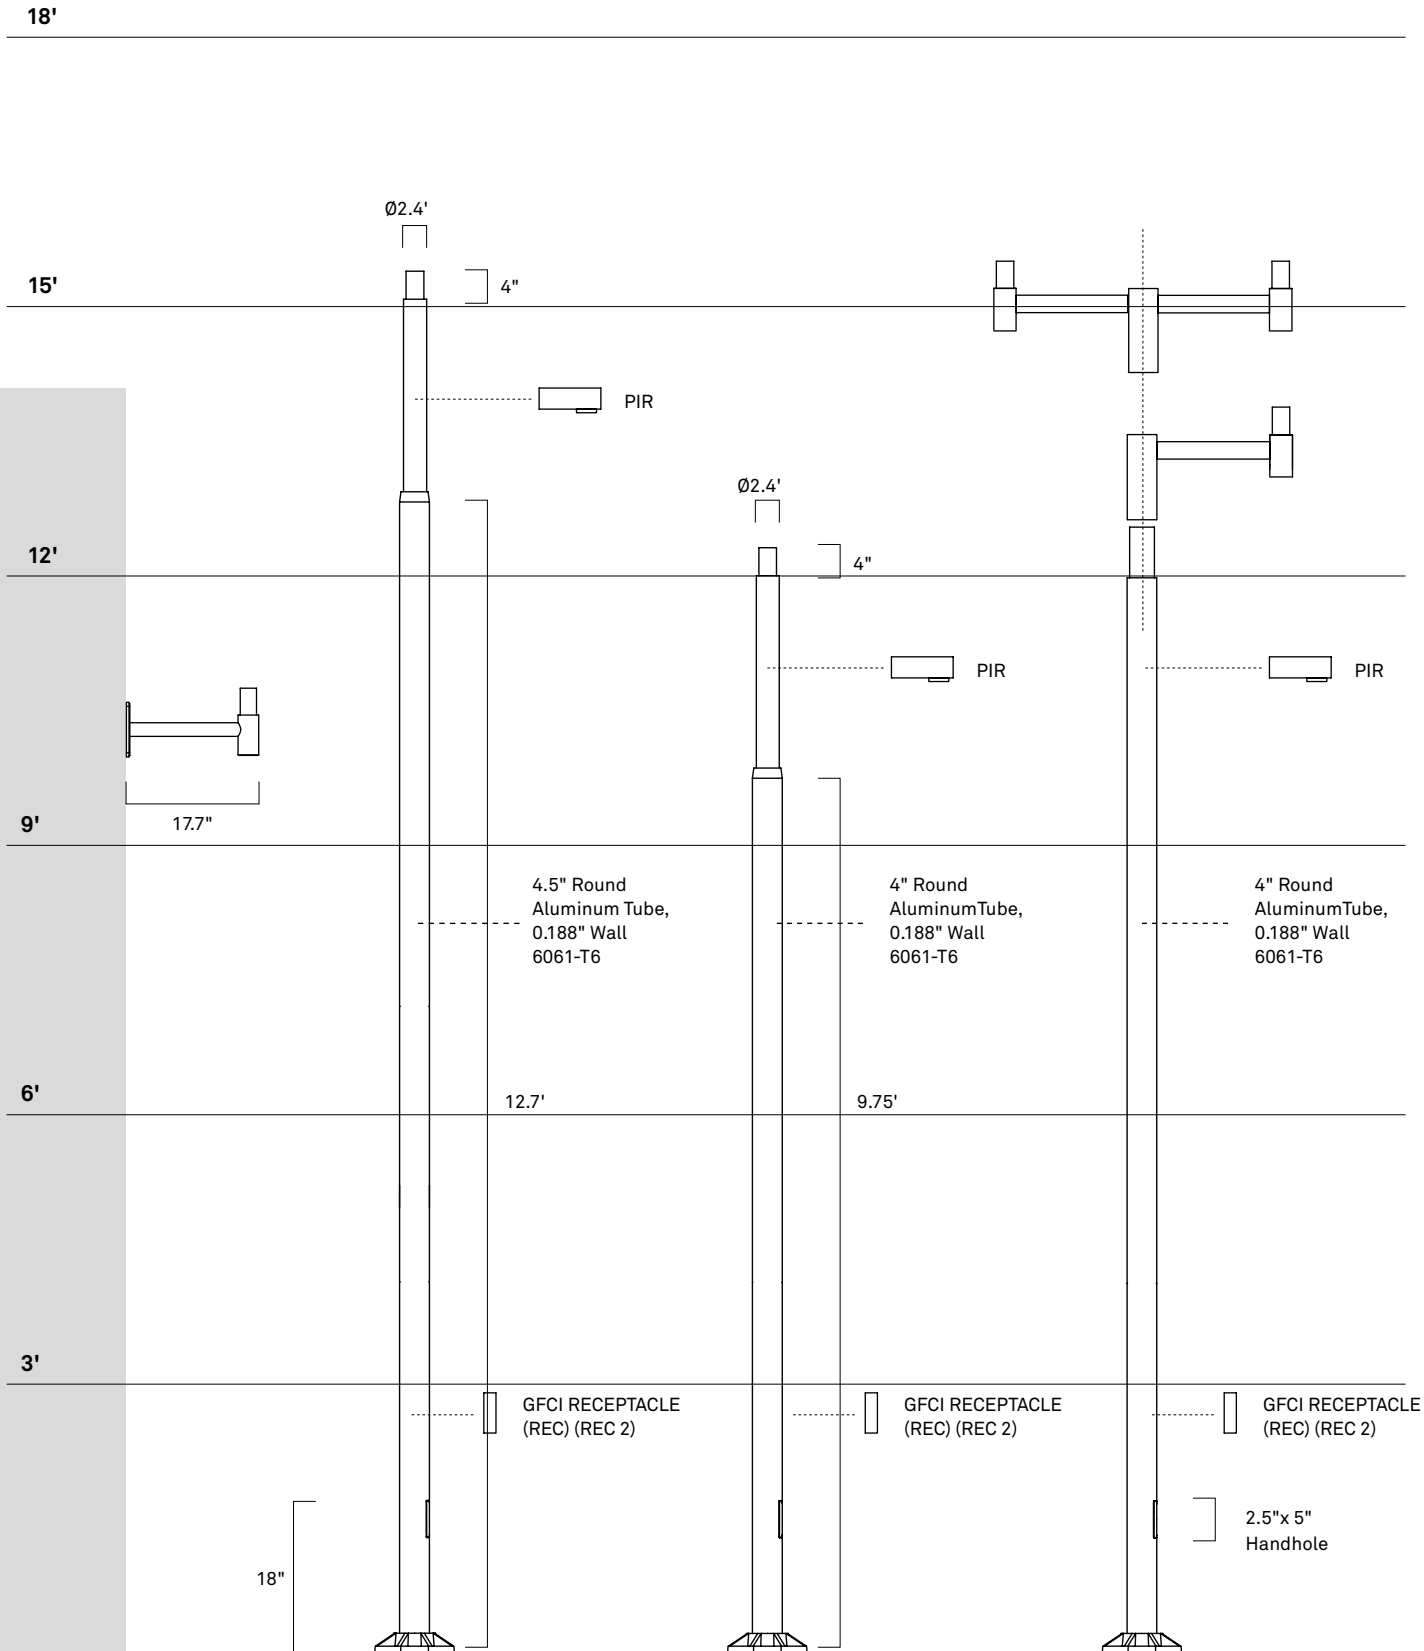 18'
Ø2.4'
15'
4"
PIR
Ø2.4'
12'
4"
PIR
PIR
17.7"
9'
4.5" Round
Aluminum Tube,
0.188" Wall
6061-T6
4" Round
AluminumTube,
0.188" Wall
6061-T6
4" Round
AluminumTube,
0.188" Wall
6061-T6
6'
12.7'
9.75'
3'
GFCI RECEPTACLE
(REC) (REC 2)
GFCI RECEPTACLE
(REC) (REC 2)
GFCI RECEPTACLE
(REC) (REC 2)
2.5"x 5"
Handhole
18"